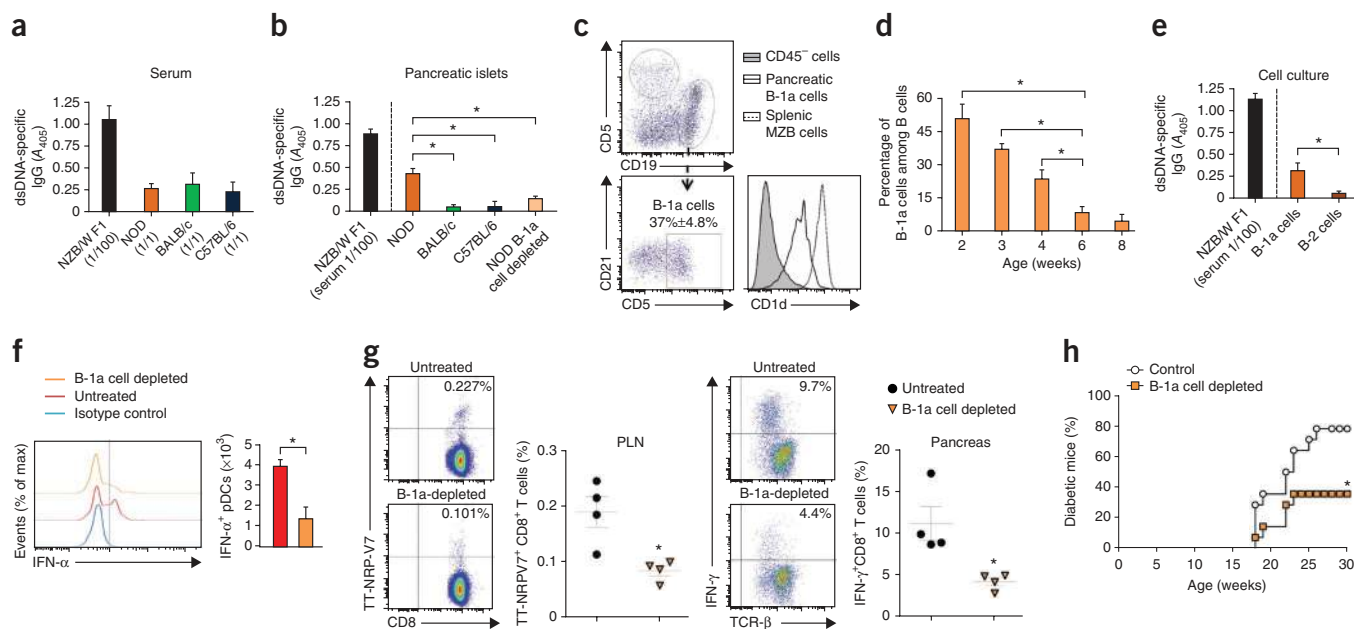 a
Serum
dsDNA-specific
IgG (A405)
1.25
1.00
0.75
0.50
0.25
0
NZB/W F1
(1/100)
NOD
(1/1)
BALB/c
(1/1)
C57BL/6
(1/1)
b
Pancreatic islets
dsDNA-specific
IgG (A405)
1.25
1.00
0.75
0.50
0.25
0
*
*
*
NZB/W F1
(serum 1/100)
NOD
BALB/c
C57BL/6
NOD B-1a
cell depleted
c
CD5
CD19
CD45– cells
Pancreatic
B-1a cells
Splenic
MZB cells
B-1a cells
37%±4.8%
CD21
CD5
CD1d
d
Percentage of
B-1a cells among B cells
60
45
30
15
0
*
*
*
2 3 4 6 8
Age (weeks)
e
Cell culture
dsDNA-specific
IgG (A405)
1.25
1.00
0.75
0.50
0.25
0
*
NZB/W F1
(serum 1/100)
B-1a cells
B-2 cells
f
B-1a cell depleted
Untreated
Isotype control
Events (% of max)
IFN-α
IFN-α+ pDCs (×10³)
5
4
3
2
1
0
*
g
Untreated
0.227%
B-1a-depleted
0.101%
TT-NRP-V7
CD8
PLN
TT-NRPV7+ CD8+ T cells (%)
0.3
0.2
0.1
0
*
Untreated
9.7%
B-1a-depleted
4.4%
IFN-γ
TCR-β
Untreated
B-1a cell depleted
Pancreas
IFN-γ+CD8+ T cells (%)
20
15
10
5
0
*
h
Control
B-1a cell depleted
Diabetic mice (%)
100
80
60
40
20
0
*
0 5 10 15 20 25 30
Age (weeks)